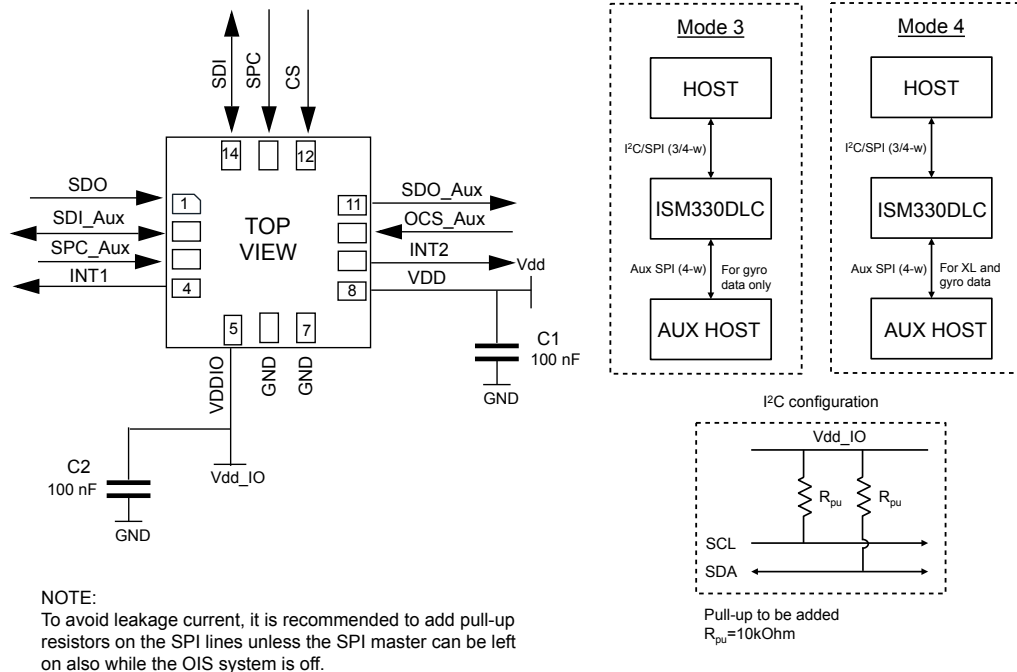 SDI
SPC
CS
14
12
SDO
SDI_Aux
SPC_Aux
INT1
1
4
TOP
VIEW
11
8
SDO_Aux
OCS_Aux
INT2
VDD
Vdd
5
7
VDDIO
GND
GND
C1
100 nF
GND
C2
100 nF
GND
Vdd_IO
NOTE:
To avoid leakage current, it is recommended to add pull-up
resistors on the SPI lines unless the SPI master can be left
on also while the OIS system is off.
Mode 3
HOST
I²C/SPI (3/4-w)
ISM330DLC
Aux SPI (4-w)
For gyro
data only
AUX HOST
Mode 4
HOST
I²C/SPI (3/4-w)
ISM330DLC
Aux SPI (4-w)
For XL and
gyro data
AUX HOST
I²C configuration
Vdd_IO
Rpu
Rpu
SCL
SDA
Pull-up to be added
Rpu=10kOhm